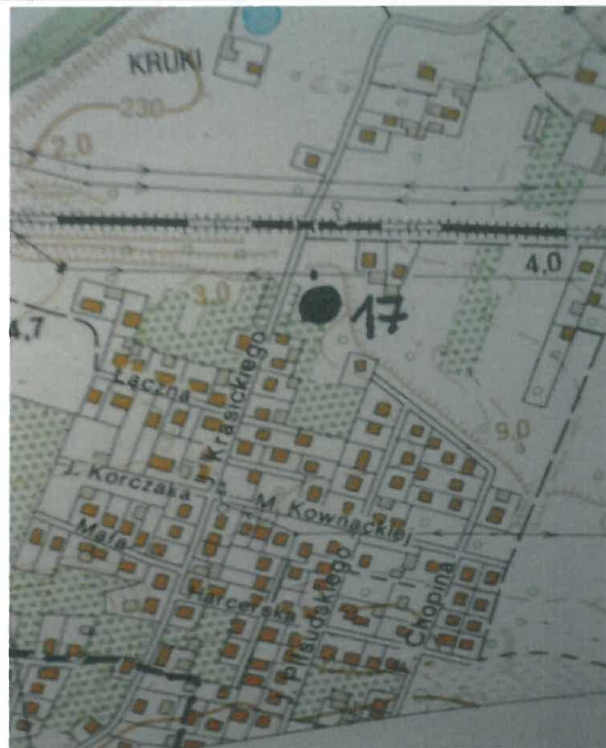 KRUKI
230
2,0
4,0
3,0
17
4,7
Łączna
Krasickiego
9,0
J. Korczaka
M. Kownackiej
Mała
Harcerska
Piłsudskiego
Chopina